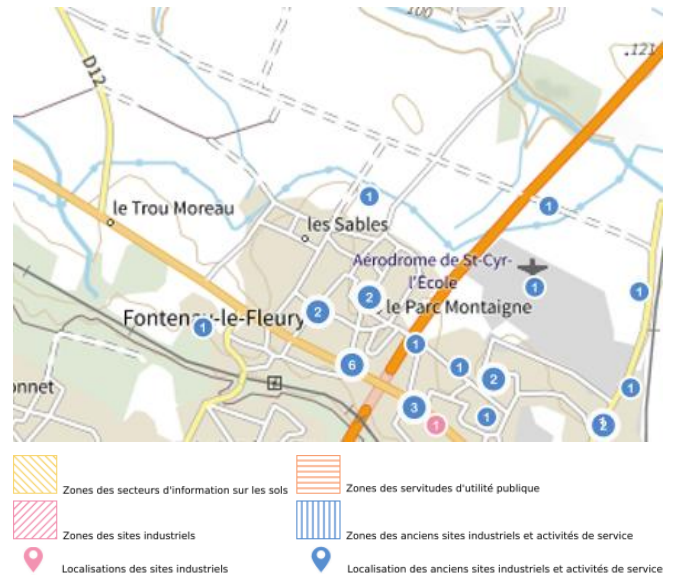 100
.121
D12
1
le Trou Moreau
1
les Sables
Aérodrome de St-Cyr-
l'École
1
1
2
2
le Parc Montaigne
Fontenay-le-Fleury
1
1
6
1
2
1
onnet
3
1
1
2
Zones des secteurs d'information sur les sols
Zones des servitudes d'utilité publique
Zones des sites industriels
Zones des anciens sites industriels et activités de service
Localisations des sites industriels
Localisation des anciens sites industriels et activités de service